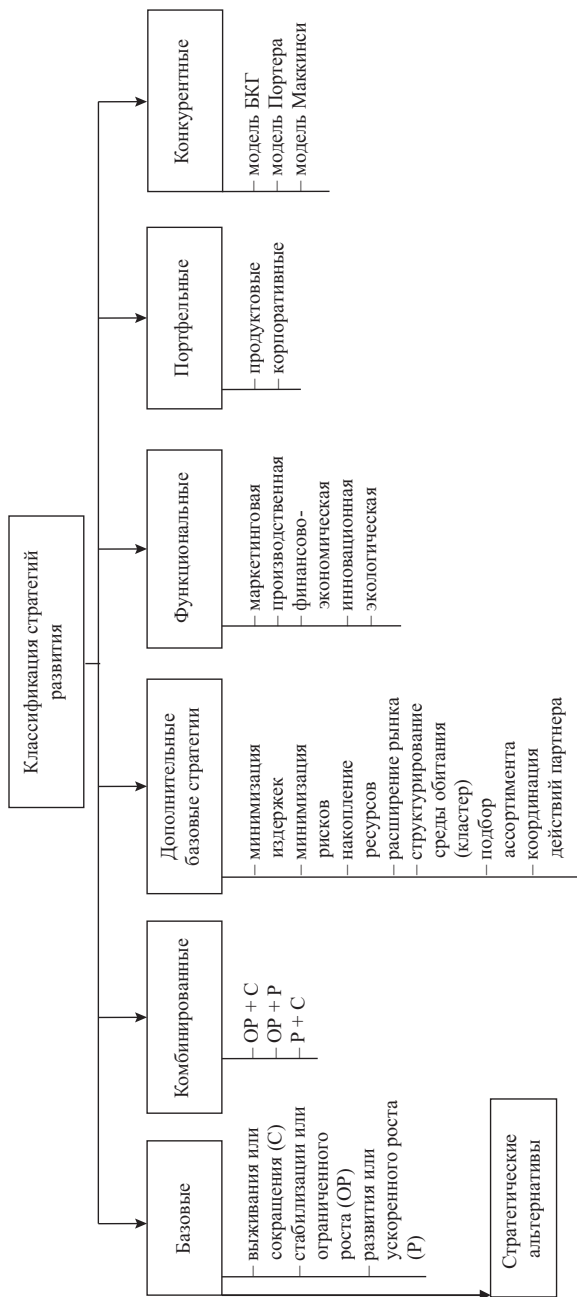 Классификация стратегий
развития
Базовые
выживания или
сокращения (С)
стабилизации или
ограниченного
роста (ОР)
развития или
ускоренного роста
(Р)
Стратегические
альтернативы
Комбинированные
ОР + С
ОР + Р
Р + С
Дополнительные
базовые стратегии
минимизация
издержек
минимизация
рисков
накопление
ресурсов
расширение рынка
структурирование
среды обитания
(кластер)
подбор
ассортимента
координация
действий партнера
Функциональные
маркетинговая
производственная
финансово-
экономическая
инновационная
экологическая
Портфельные
продуктовые
корпоративные
Конкурентные
модель БКГ
модель Портера
модель Маккинси